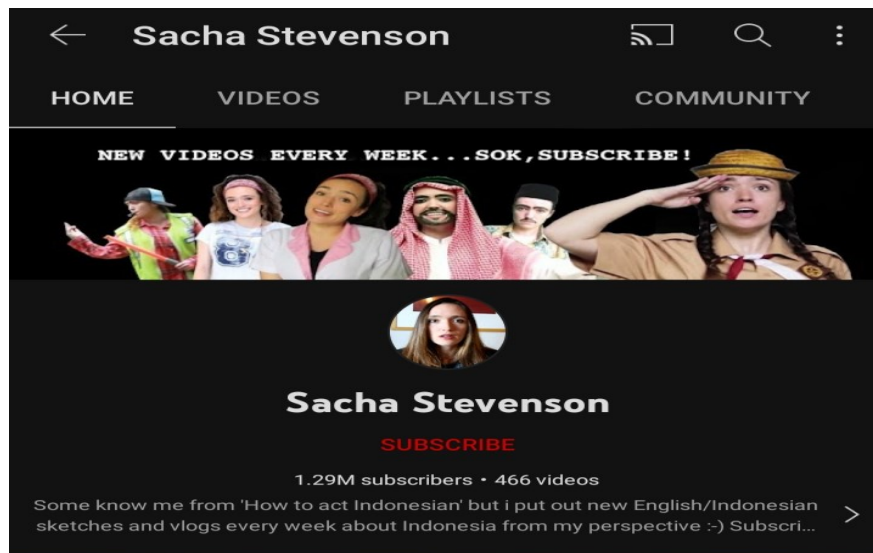 Sacha Stevenson
HOME VIDEOS PLAYLISTS COMMUNITY
NEW VIDEOS EVERY WEEK...SOK,SUBSCRIBE!
Sacha Stevenson
SUBSCRIBE
1.29M subscribers • 466 videos
Some know me from 'How to act Indonesian' but i put out new English/Indonesian
sketches and vlogs every week about Indonesia from my perspective :-) Subscri...